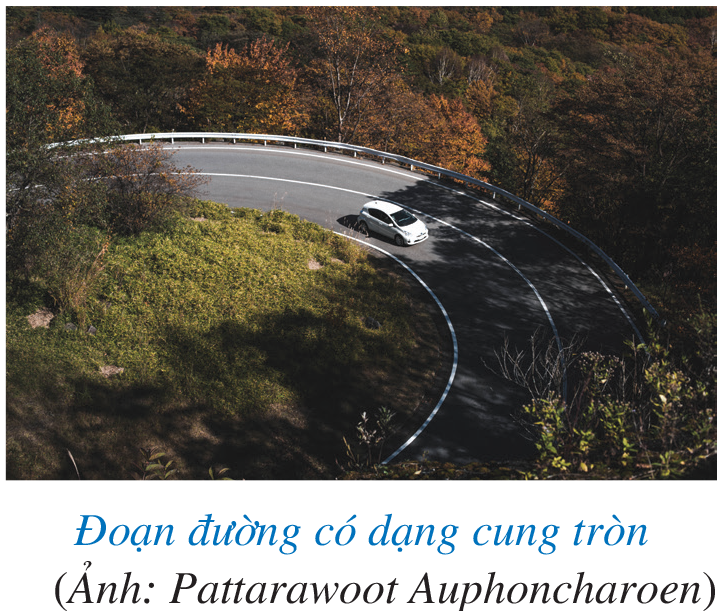 Đoạn đường có dạng cung tròn
(Ảnh: Pattarawoot Auphoncharoen)